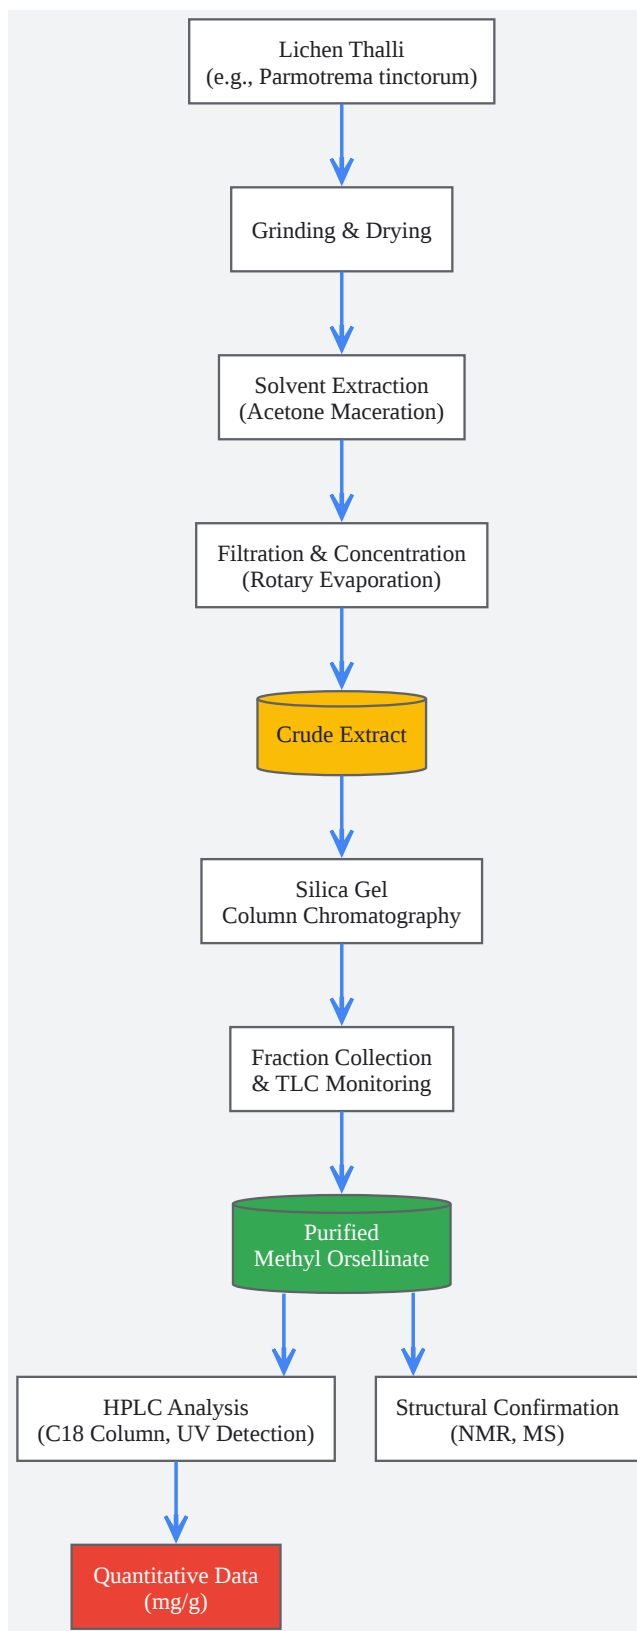 Lichen Thalli
(e.g., Parmotrema tinctorum)
Grinding & Drying
Solvent Extraction
(Acetone Maceration)
Filtration & Concentration
(Rotary Evaporation)
Crude Extract
Silica Gel
Column Chromatography
Fraction Collection
& TLC Monitoring
Purified
Methyl Orsellinate
HPLC Analysis
(C18 Column, UV Detection)
Structural Confirmation
(NMR, MS)
Quantitative Data
(mg/g)